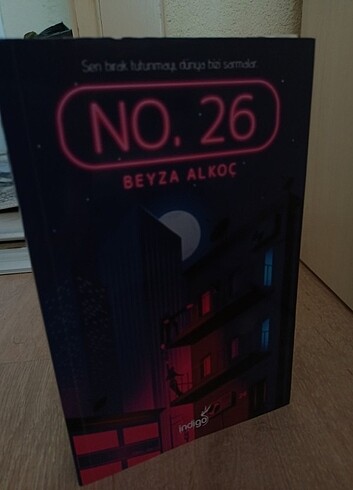 Sen bırak tutunmayı, dünya bizi sarmalar.
NO. 26
BEYZA ALKOÇ
indigo